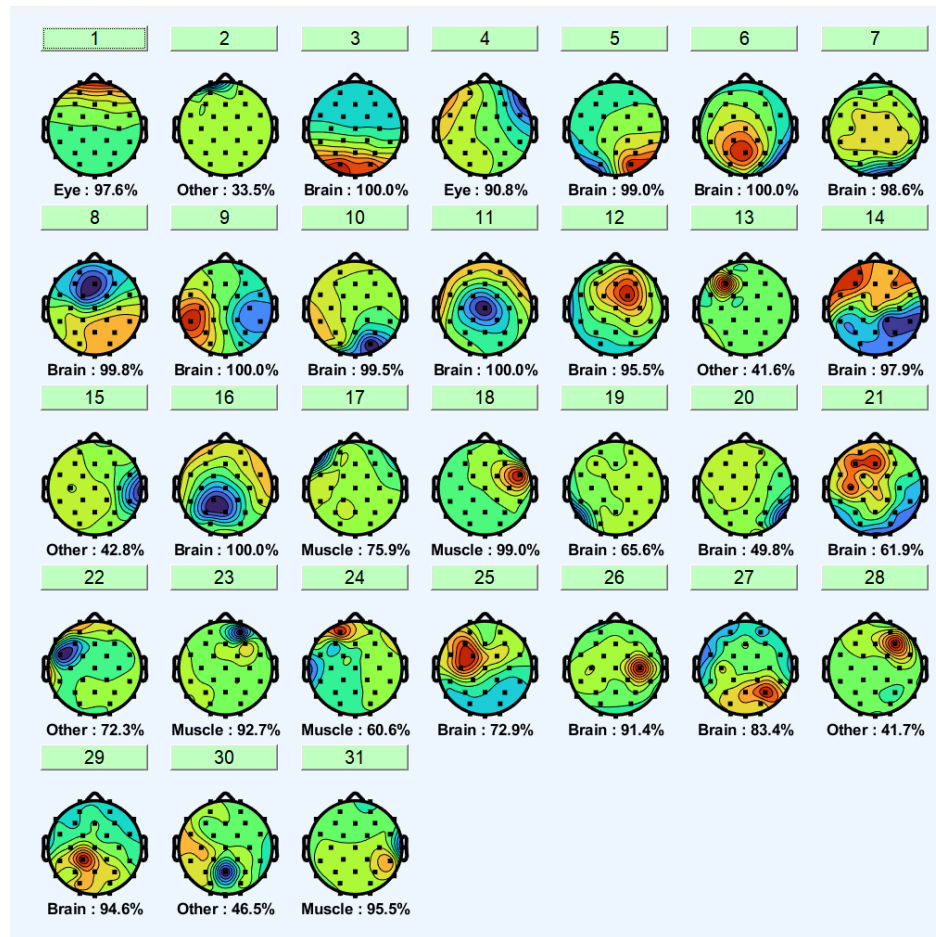 1 2 3 4 5 6 7
Eye : 97.6% Other : 33.5% Brain : 100.0% Eye : 90.8% Brain : 99.0% Brain : 100.0% Brain : 98.6%
8 9 10 11 12 13 14
Brain : 99.8% Brain : 100.0% Brain : 99.5% Brain : 100.0% Brain : 95.5% Other : 41.6% Brain : 97.9%
15 16 17 18 19 20 21
Other : 42.8% Brain : 100.0% Muscle : 75.9% Muscle : 99.0% Brain : 65.6% Brain : 49.8% Brain : 61.9%
22 23 24 25 26 27 28
Other : 72.3% Muscle : 92.7% Muscle : 60.6% Brain : 72.9% Brain : 91.4% Brain : 83.4% Other : 41.7%
29 30 31
Brain : 94.6% Other : 46.5% Muscle : 95.5%